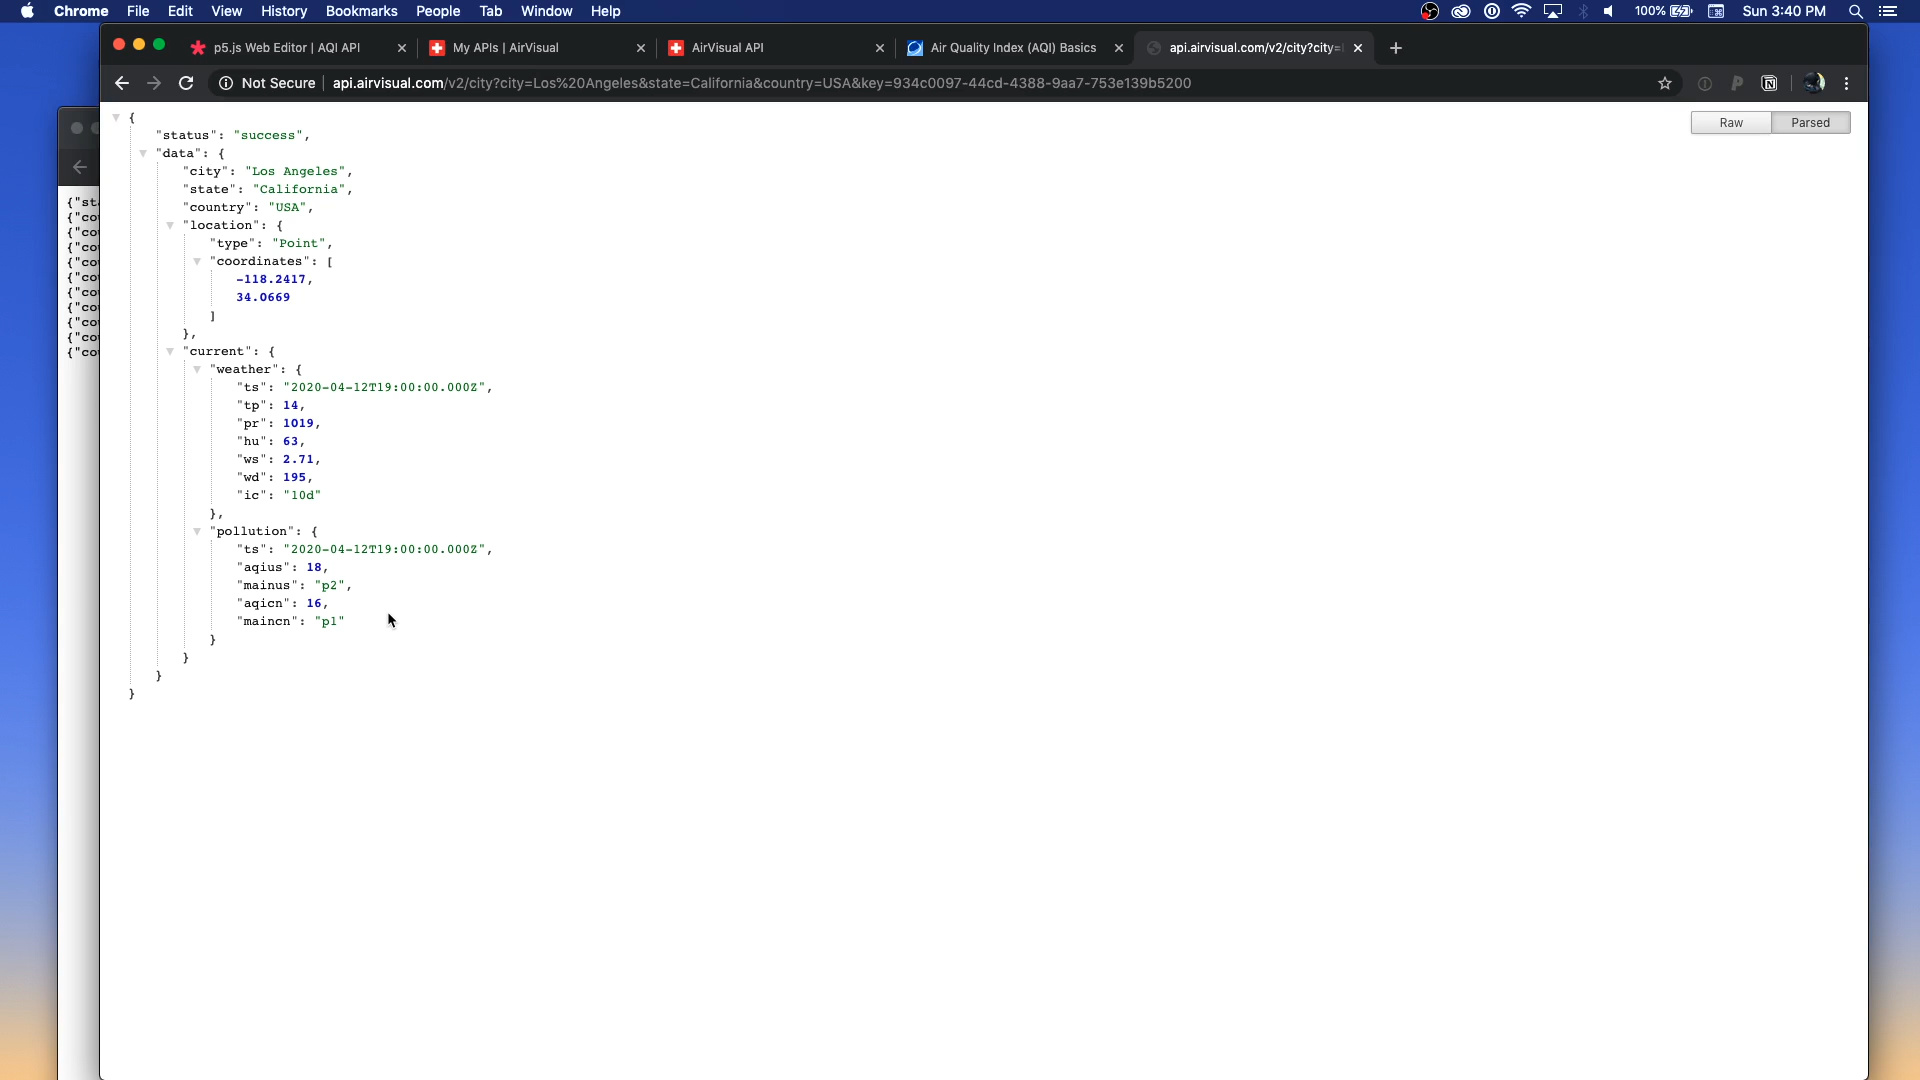 Chrome File Edit View History Bookmarks People Tab Window Help 100% Sun 3:40 PM
p5.js Web Editor | AQI API My APIs | AirVisual AirVisual API Air Quality Index (AQI) Basics api.airvisual.com/v2/city?city=
Not Secure api.airvisual.com/v2/city?city=Los%20Angeles&state=California&country=USA&key=934c0097-44cd-4388-9aa7-753e139b5200
Raw Parsed
{
"status": "success",
"data": {
"city": "Los Angeles",
"state": "California",
"country": "USA",
"location": {
"type": "Point",
"coordinates": [
-118.2417,
34.0669
]
},
"current": {
"weather": {
"ts": "2020-04-12T19:00:00.000Z",
"tp": 14,
"pr": 1019,
"hu": 63,
"ws": 2.71,
"wd": 195,
"ic": "10d"
},
"pollution": {
"ts": "2020-04-12T19:00:00.000Z",
"aqius": 18,
"mainus": "p2",
"aqicn": 16,
"maincn": "p1"
}
}
}
}